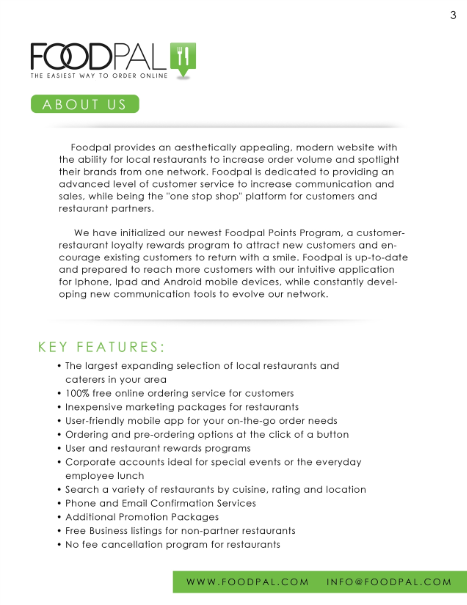 3
FOODPAL
THE EASIEST WAY TO ORDER ONLINE
ABOUT US
Foodpal provides an aesthetically appealing, modern website with
the ability for local restaurants to increase order volume and spotlight
their brands from one network. Foodpal is dedicated to providing an
advanced level of customer service to increase communication and
sales, while being the "one stop shop" platform for customers and
restaurant partners.
We have initialized our newest Foodpal Points Program, a customer-
restaurant loyalty rewards program to attract new customers and en-
courage existing customers to return with a smile. Foodpal is up-to-date
and prepared to reach more customers with our intuitive application
for Iphone, Ipad and Android mobile devices, while constantly devel-
oping new communication tools to evolve our network.
KEY FEATURES:
• The largest expanding selection of local restaurants and
caterers in your area
• 100% free online ordering service for customers
• Inexpensive marketing packages for restaurants
• User-friendly mobile app for your on-the-go order needs
• Ordering and pre-ordering options at the click of a button
• User and restaurant rewards programs
• Corporate accounts ideal for special events or the everyday
employee lunch
• Search a variety of restaurants by cuisine, rating and location
• Phone and Email Confirmation Services
• Additional Promotion Packages
• Free Business listings for non-partner restaurants
• No fee cancellation program for restaurants
WWW.FOODPAL.COM INFO@FOODPAL.COM